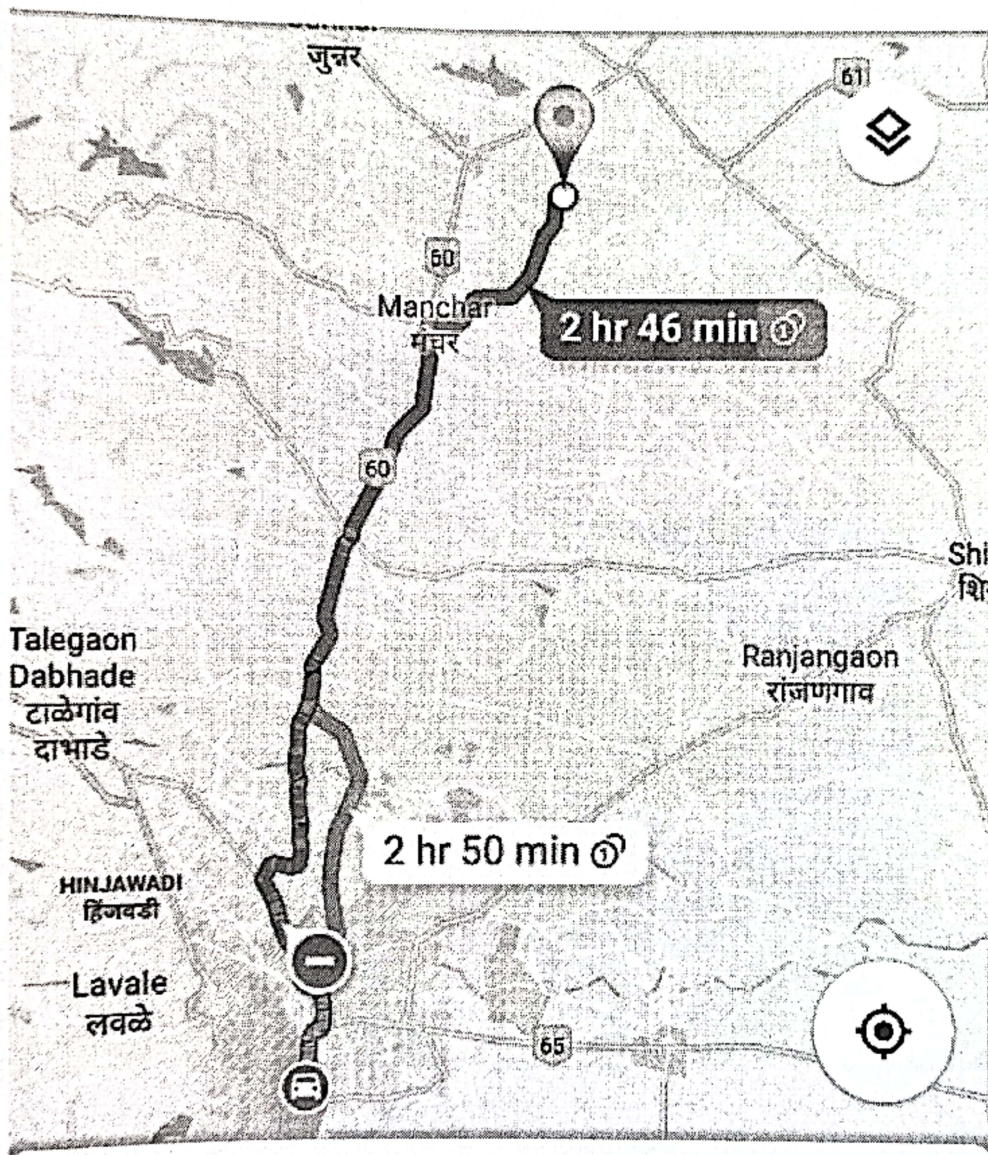 जुन्नर
61
60
Manchar
मंचर
2 hr 46 min
60
Shi
शि
Talegaon
Dabhade
टाळेगांव
दाभाडे
Ranjangaon
रांजणगाव
2 hr 50 min
HINJAWADI
हिंजवडी
Lavale
लवळे
65